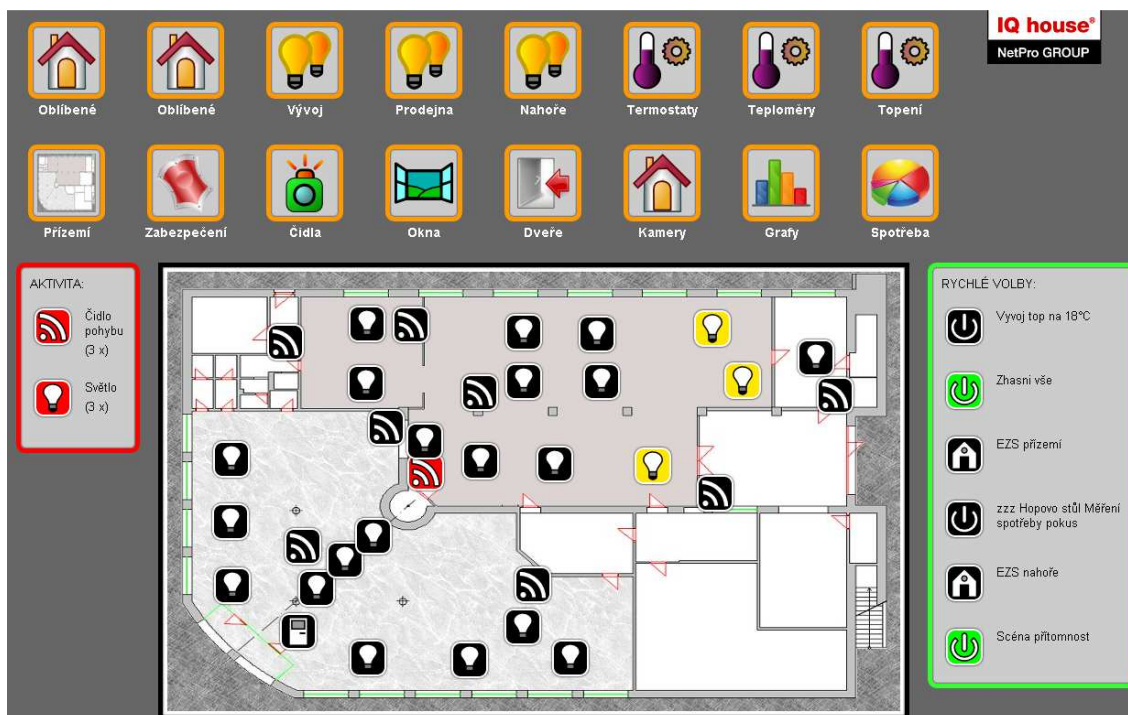 IQ house®
NetPro GROUP
Oblíbené
Oblíbené
Vývoj
Prodejna
Nahoře
Termostaty
Teploměry
Topení
Přízemí
Zabezpečení
Čidla
Okna
Dveře
Kamery
Grafy
Spotřeba
AKTIVITA:
Čidlo
pohybu
(3 x)
Světlo
(3 x)
RYCHLÉ VOLBY:
Vyvoj top na 18°C
Zhasni vše
EZS přízemí
zzz Hopovo stůl Měření
spotřeby pokus
EZS nahoře
Scéna přítomnost